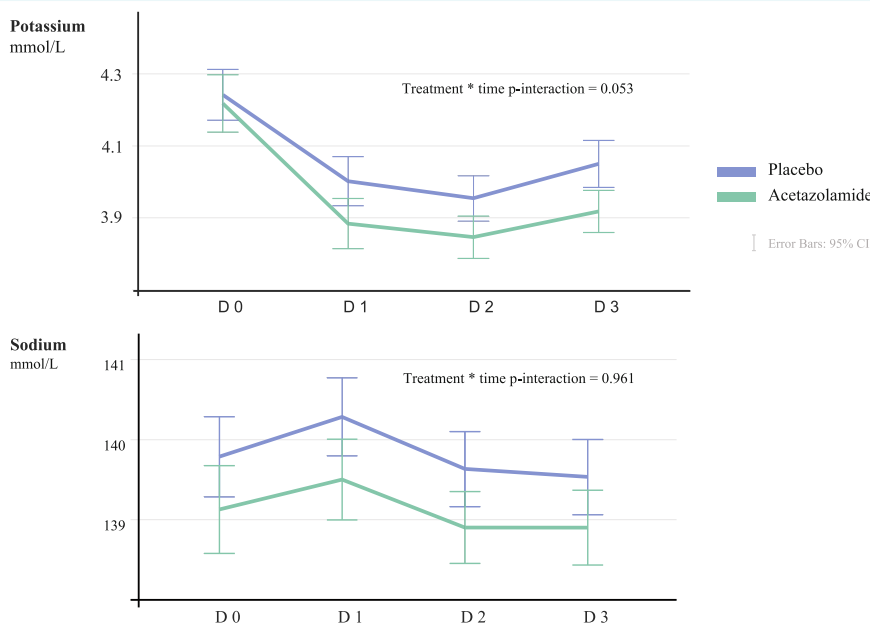 Potassium
mmol/L
4.3
Treatment * time p-interaction = 0.053
4.1
3.9
D 0 D 1 D 2 D 3
Placebo
Acetazolamide
Error Bars: 95% CI
Sodium
mmol/L
141
Treatment * time p-interaction = 0.961
140
139
D 0 D 1 D 2 D 3